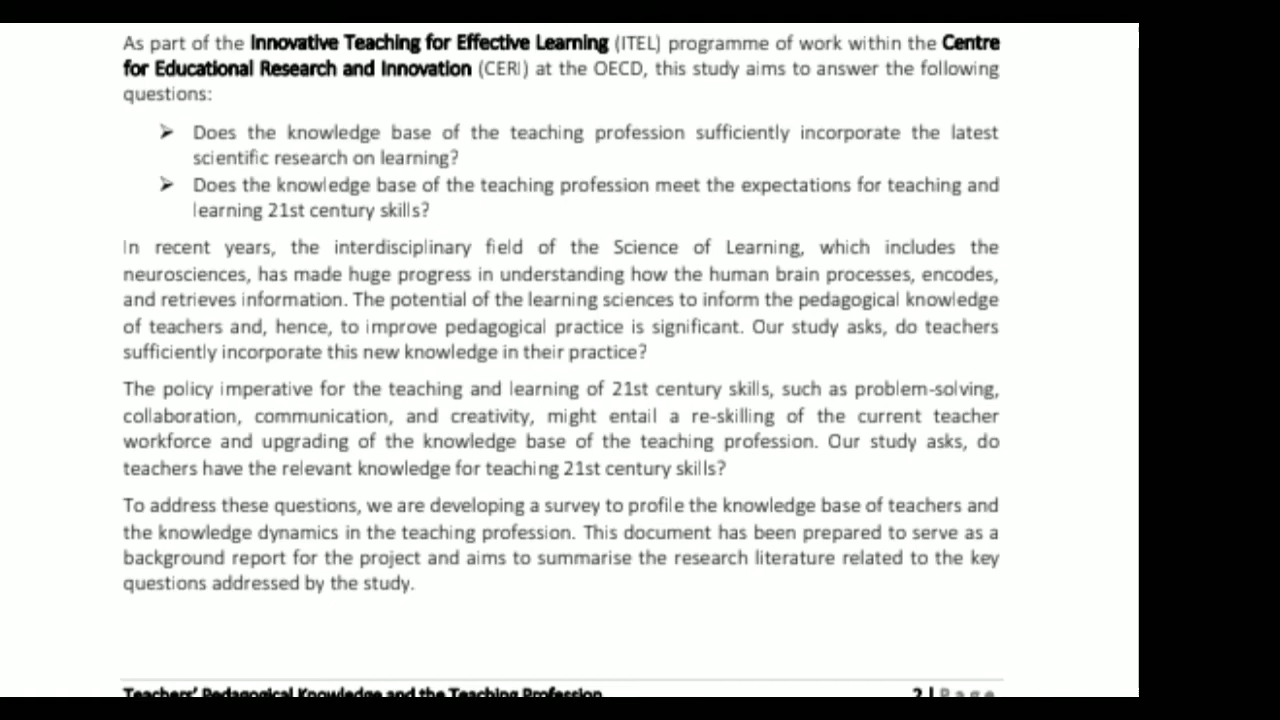 As part of the Innovative Teaching for Effective Learning (ITEL) programme of work within the Centre
for Educational Research and Innovation (CERI) at the OECD, this study aims to answer the following
questions:
➢ Does the knowledge base of the teaching profession sufficiently incorporate the latest
scientific research on learning?
➢ Does the knowledge base of the teaching profession meet the expectations for teaching and
learning 21st century skills?
In recent years, the interdisciplinary field of the Science of Learning, which includes the
neurosciences, has made huge progress in understanding how the human brain processes, encodes,
and retrieves information. The potential of the learning sciences to inform the pedagogical knowledge
of teachers and, hence, to improve pedagogical practice is significant. Our study asks, do teachers
sufficiently incorporate this new knowledge in their practice?
The policy imperative for the teaching and learning of 21st century skills, such as problem-solving,
collaboration, communication, and creativity, might entail a re-skilling of the current teacher
workforce and upgrading of the knowledge base of the teaching profession. Our study asks, do
teachers have the relevant knowledge for teaching 21st century skills?
To address these questions, we are developing a survey to profile the knowledge base of teachers and
the knowledge dynamics in the teaching profession. This document has been prepared to serve as a
background report for the project and aims to summarise the research literature related to the key
questions addressed by the study.
Teachers' Pedagogical Knowledge and the Teaching Profession 2 | Page